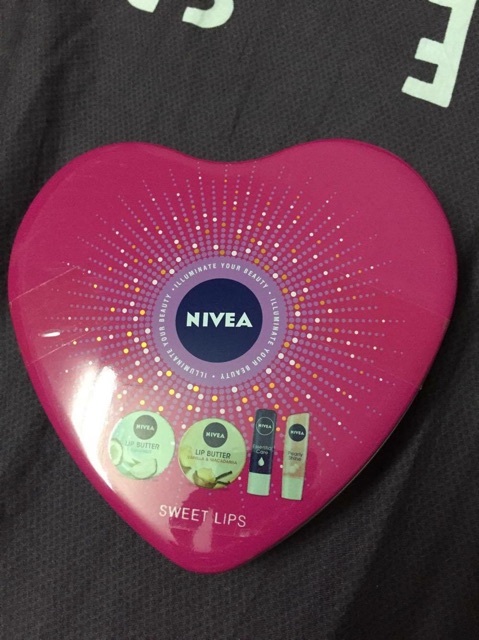 E
ILLUMINATE YOUR BEAUTY • ILLUMINATE YOUR BEAUTY • ILLUMINATE YOUR BEAUTY •
NIVEA
NIVEA
LIP BUTTER
NIVEA
LIP BUTTER
VANILLA & MACADAMIA
NIVEA
Essential
Care
NIVEA
Pearly
Shine
SWEET LIPS